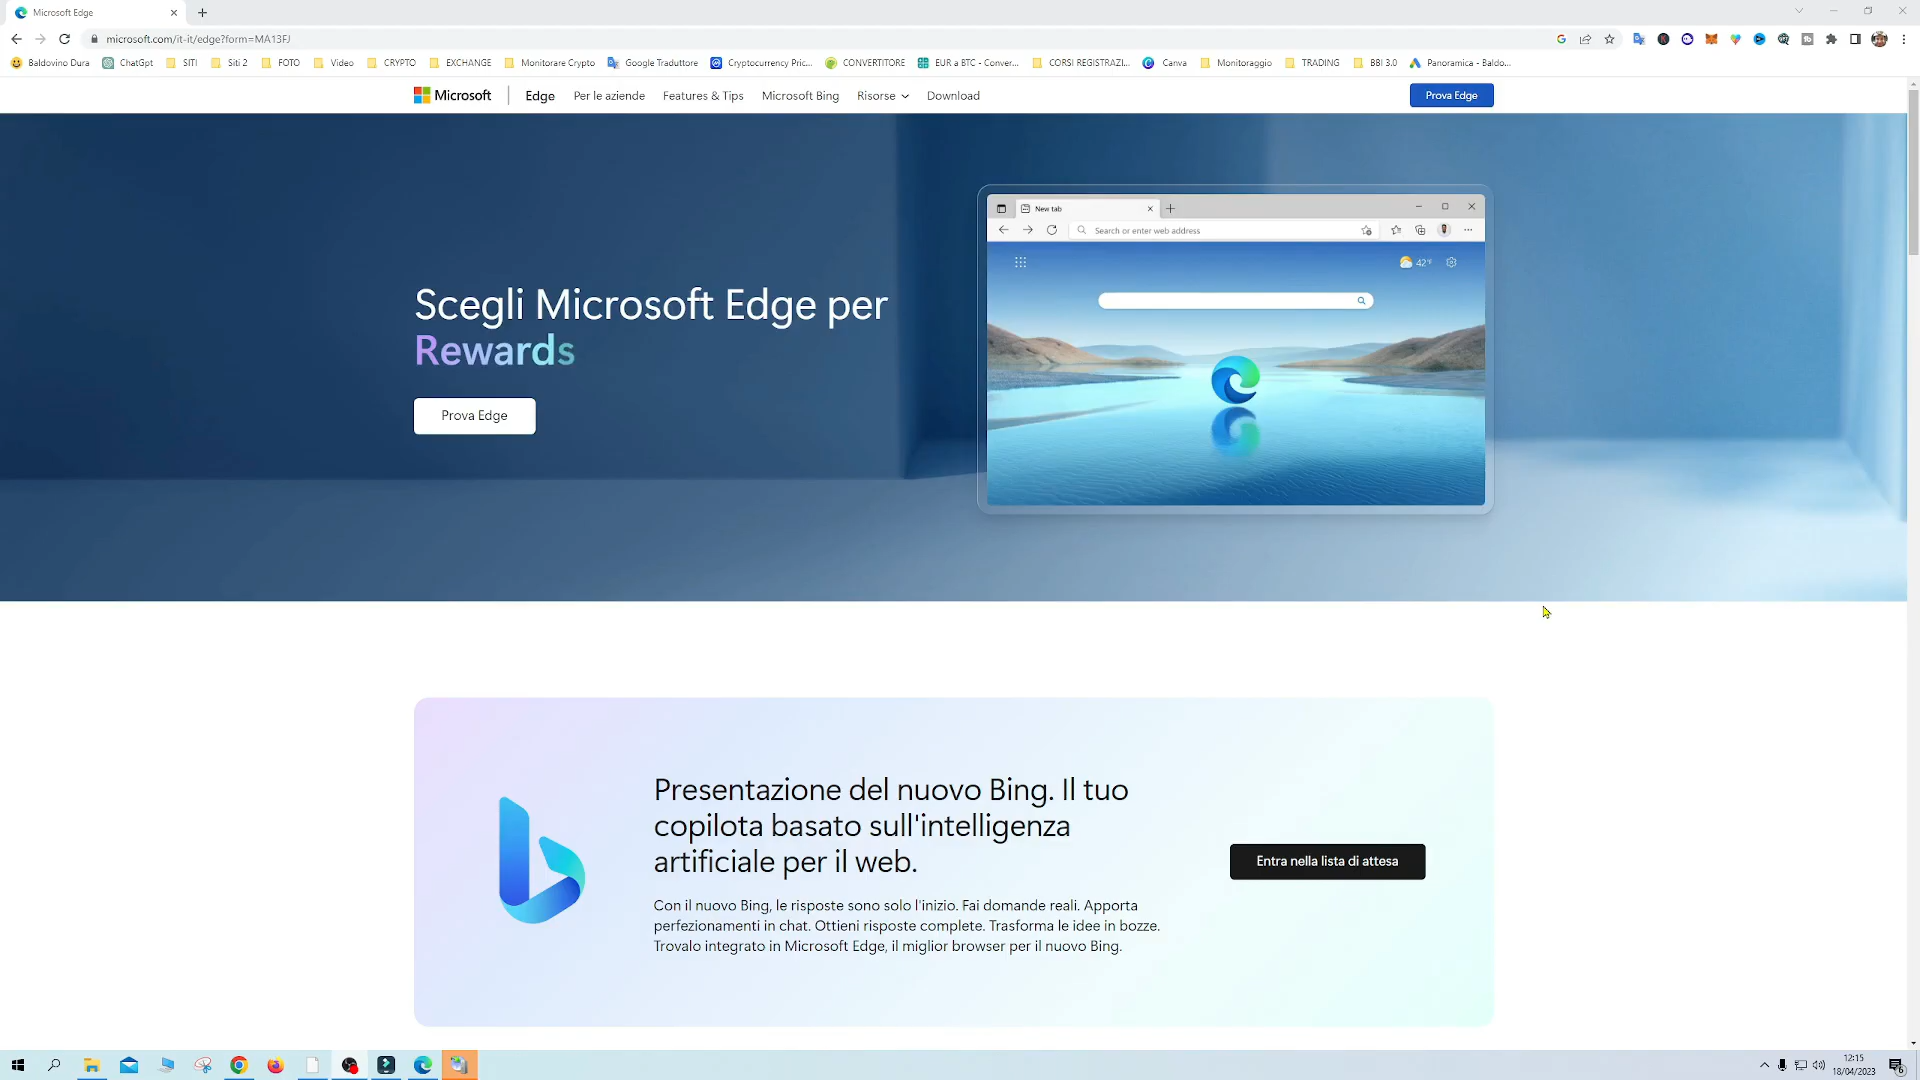 Microsoft Edge
microsoft.com/it-it/edge?form=MA13FJ
Baldovino Dura ChatGpt SITI Siti 2 FOTO Video CRYPTO EXCHANGE Monitorare Crypto Google Traduttore Cryptocurrency Pric... CONVERTITORE EUR a BTC - Conver... CORSI REGISTRAZI... Canva Monitoraggio TRADING BBI 3.0 Panoramica - Baldo...
Microsoft Edge Per le aziende Features & Tips Microsoft Bing Risorse Download Prova Edge
New tab
Search or enter web address
42°F
Scegli Microsoft Edge per
Rewards
Prova Edge
Presentazione del nuovo Bing. Il tuo
copilota basato sull'intelligenza
artificiale per il web.
Entra nella lista di attesa
Con il nuovo Bing, le risposte sono solo l'inizio. Fai domande reali. Apporta
perfezionamenti in chat. Ottieni risposte complete. Trasforma le idee in bozze.
Trovalo integrato in Microsoft Edge, il miglior browser per il nuovo Bing.
12:15
18/04/2023